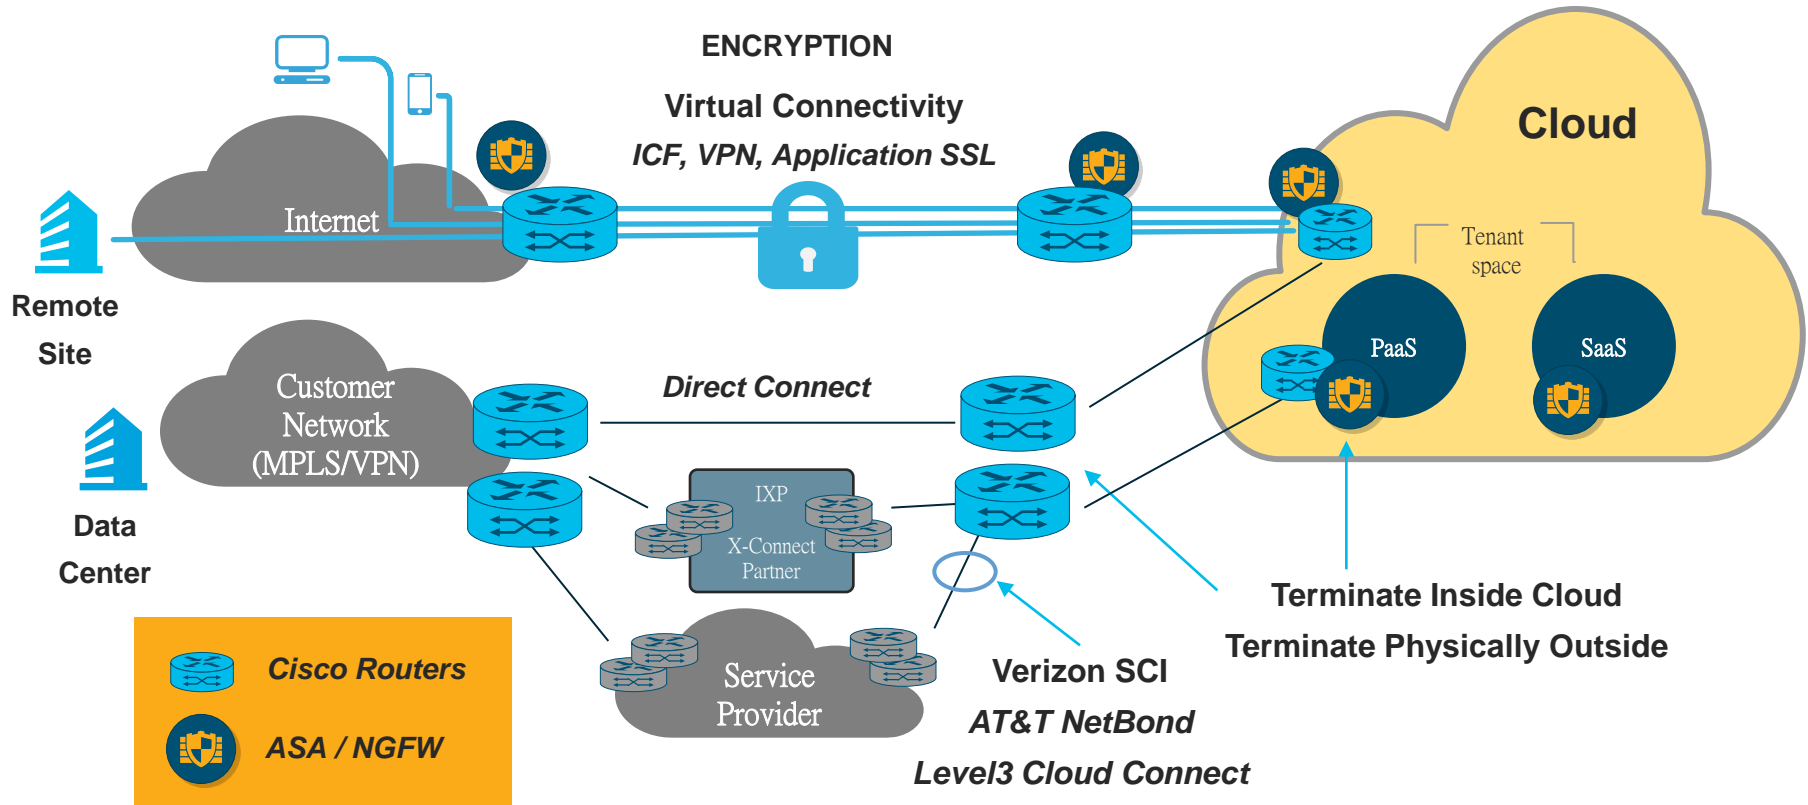 ENCRYPTION
Virtual Connectivity
ICF, VPN, Application SSL
Cloud
Internet
Tenant
space
Remote
Site
PaaS
SaaS
Customer
Network
(MPLS/VPN)
Direct Connect
IXP
X-Connect
Partner
Data
Center
Terminate Inside Cloud
Terminate Physically Outside
Cisco Routers
ASA / NGFW
Service
Provider
Verizon SCI
AT&T NetBond
Level3 Cloud Connect